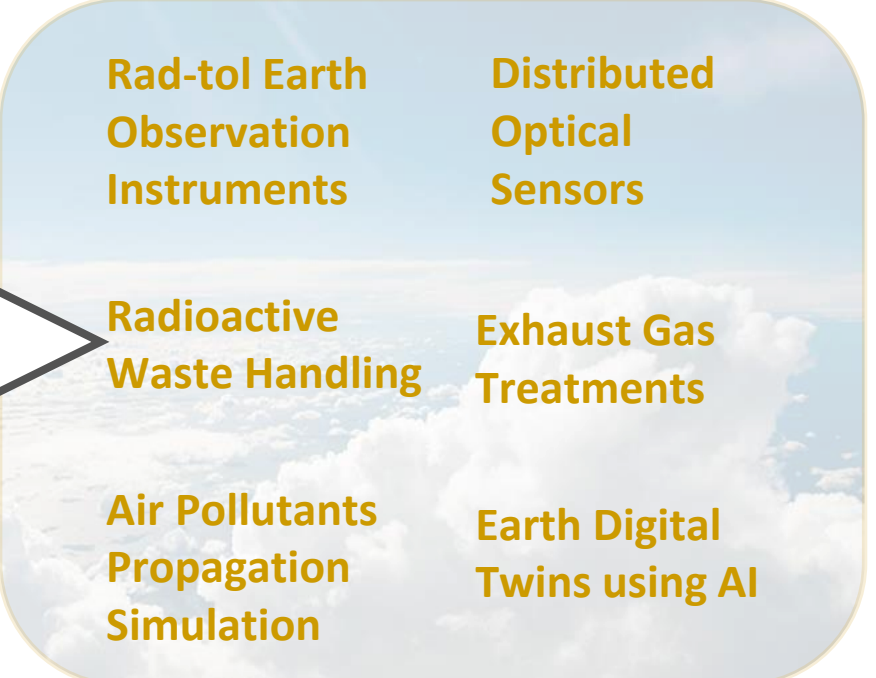 Rad-tol Earth
Observation
Instruments
Distributed
Optical
Sensors
Radioactive
Waste Handling
Exhaust Gas
Treatments
Air Pollutants
Propagation
Simulation
Earth Digital
Twins using AI